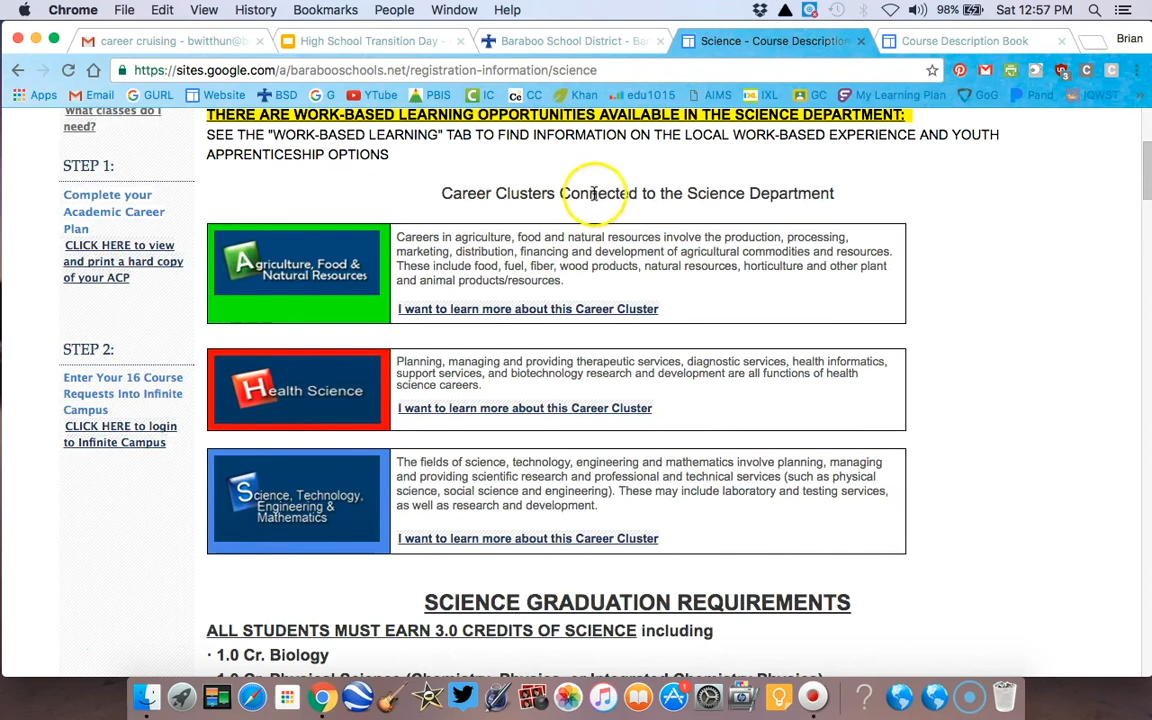 Chrome File Edit View History Bookmarks People Window Help 98% Sat 12:57 PM
career cruising - bwitthun@b High School Transition Day - Baraboo School District - Ba Science - Course Description Course Description Book Brian
https://sites.google.com/a/barabooschools.net/registration-information/science
Apps Email GURL Website BSD G YTube PBIS IC CC Khan edu1015 AIMS IXL GC My Learning Plan GoG Pand JQWST
What classes do I
need?
STEP 1:
Complete your
Academic Career
Plan
CLICK HERE to view
and print a hard copy
of your ACP
STEP 2:
Enter Your 16 Course
Requests Into Infinite
Campus
CLICK HERE to login
to Infinite Campus
THERE ARE WORK-BASED LEARNING OPPORTUNITIES AVAILABLE IN THE SCIENCE DEPARTMENT:
SEE THE "WORK-BASED LEARNING" TAB TO FIND INFORMATION ON THE LOCAL WORK-BASED EXPERIENCE AND YOUTH
APPRENTICESHIP OPTIONS
Career Clusters Connected to the Science Department
Agriculture, Food &
Natural Resources
Careers in agriculture, food and natural resources involve the production, processing,
marketing, distribution, financing and development of agricultural commodities and resources.
These include food, fuel, fiber, wood products, natural resources, horticulture and other plant
and animal products/resources.
I want to learn more about this Career Cluster
Health Science
Planning, managing and providing therapeutic services, diagnostic services, health informatics,
support services, and biotechnology research and development are all functions of health
science careers.
I want to learn more about this Career Cluster
Science, Technology,
Engineering &
Mathematics
The fields of science, technology, engineering and mathematics involve planning, managing
and providing scientific research and professional and technical services (such as physical
science, social science and engineering). These may include laboratory and testing services,
as well as research and development.
I want to learn more about this Career Cluster
SCIENCE GRADUATION REQUIREMENTS
ALL STUDENTS MUST EARN 3.0 CREDITS OF SCIENCE including
· 1.0 Cr. Biology